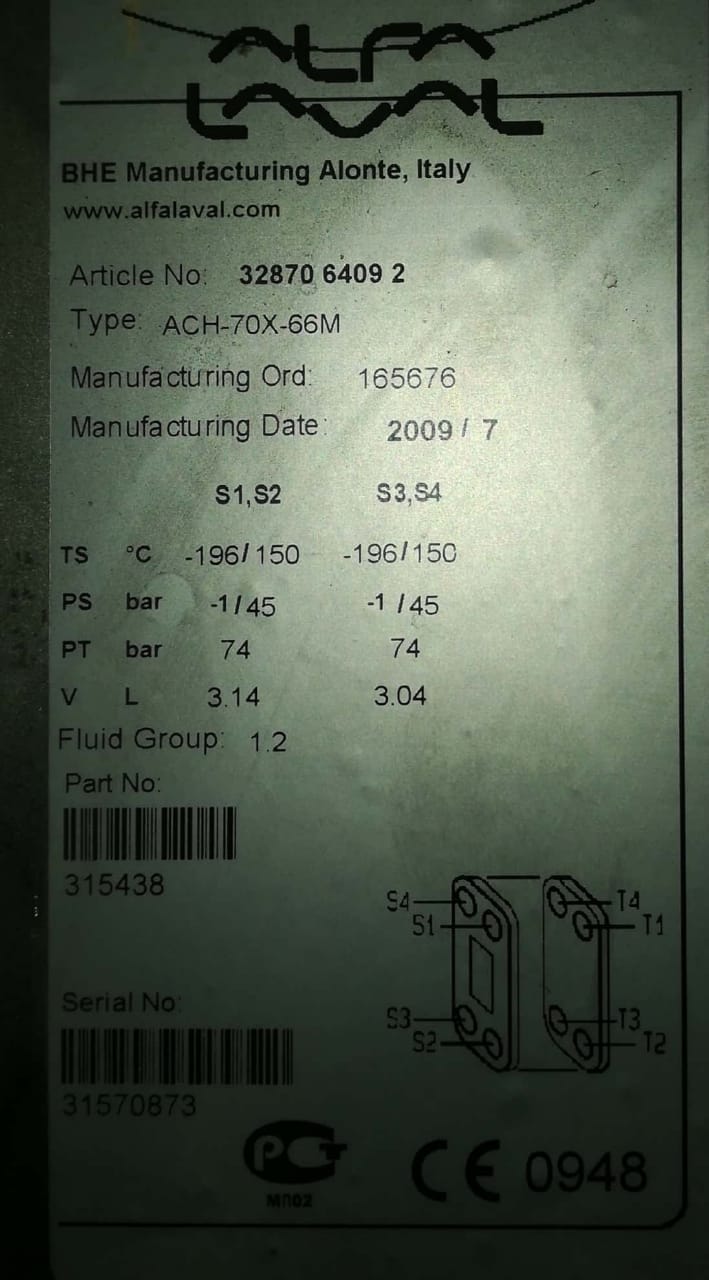 ALFA
LAVAL
BHE Manufacturing Alonte, Italy
www.alfalaval.com
Article No: 32870 6409 2
Type: ACH-70X-66M
Manufacturing Ord: 165676
Manufacturing Date: 2009 / 7
S1,S2 S3,S4
TS °C -196/150 -196/150
PS bar -1/45 -1 /45
PT bar 74 74
V L 3.14 3.04
Fluid Group: 1.2
Part No:
315438
S4 T4
S1 T1
S3 T3
S2 T2
Serial No:
31570873
РСТ
МП02
CE 0948